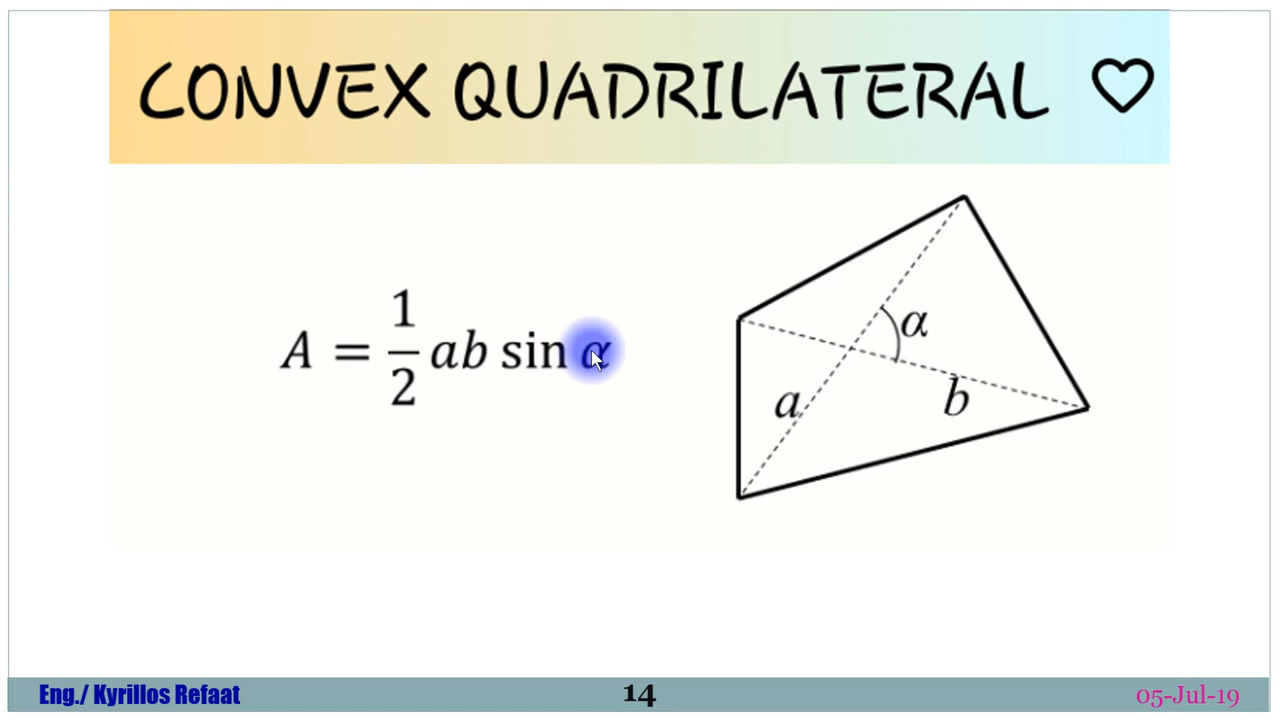 CONVEX QUADRILATERAL ♡
A = 1/2 ab sin α
α
a
b
Eng./ Kyrillos Refaat
14
05-Jul-19